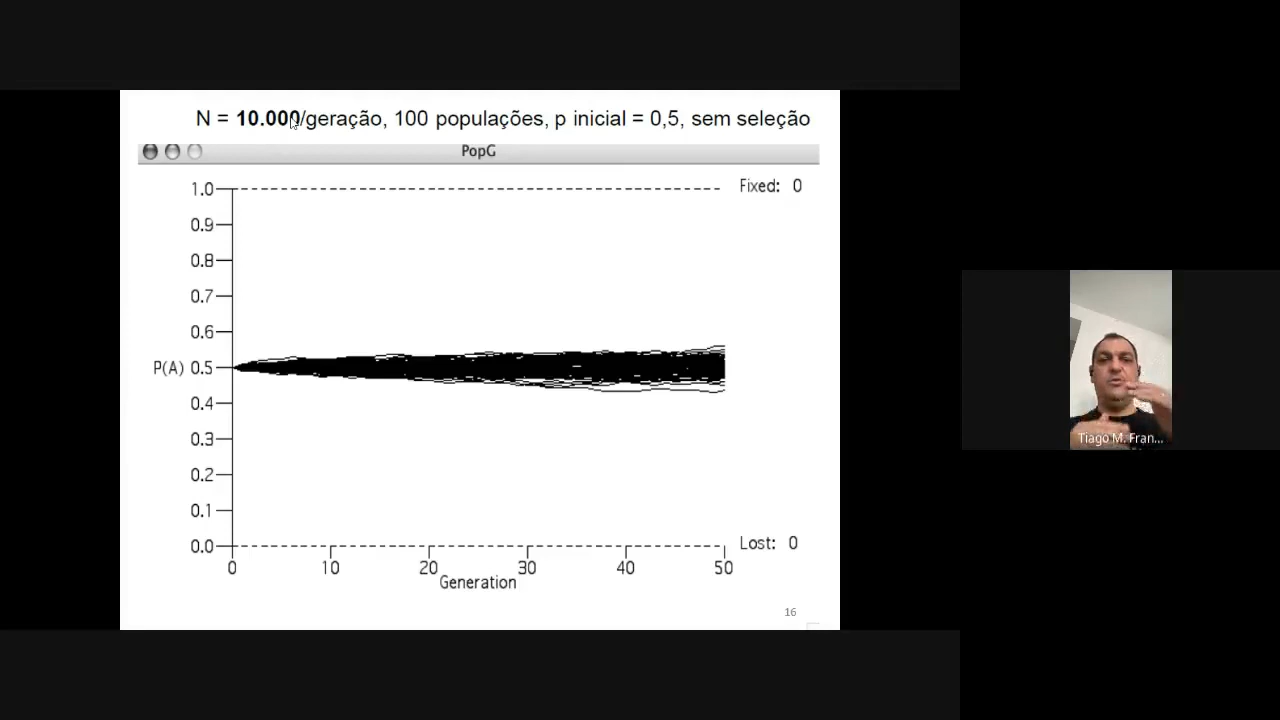 N = 10.000/geração, 100 populações, p inicial = 0,5, sem seleção
PopG
1.0
Fixed: 0
0.9
0.8
0.7
0.6
P(A) 0.5
0.4
0.3
0.2
0.1
0.0
Lost: 0
0 10 20 30 40 50
Generation
16
Tiago M. Fran...